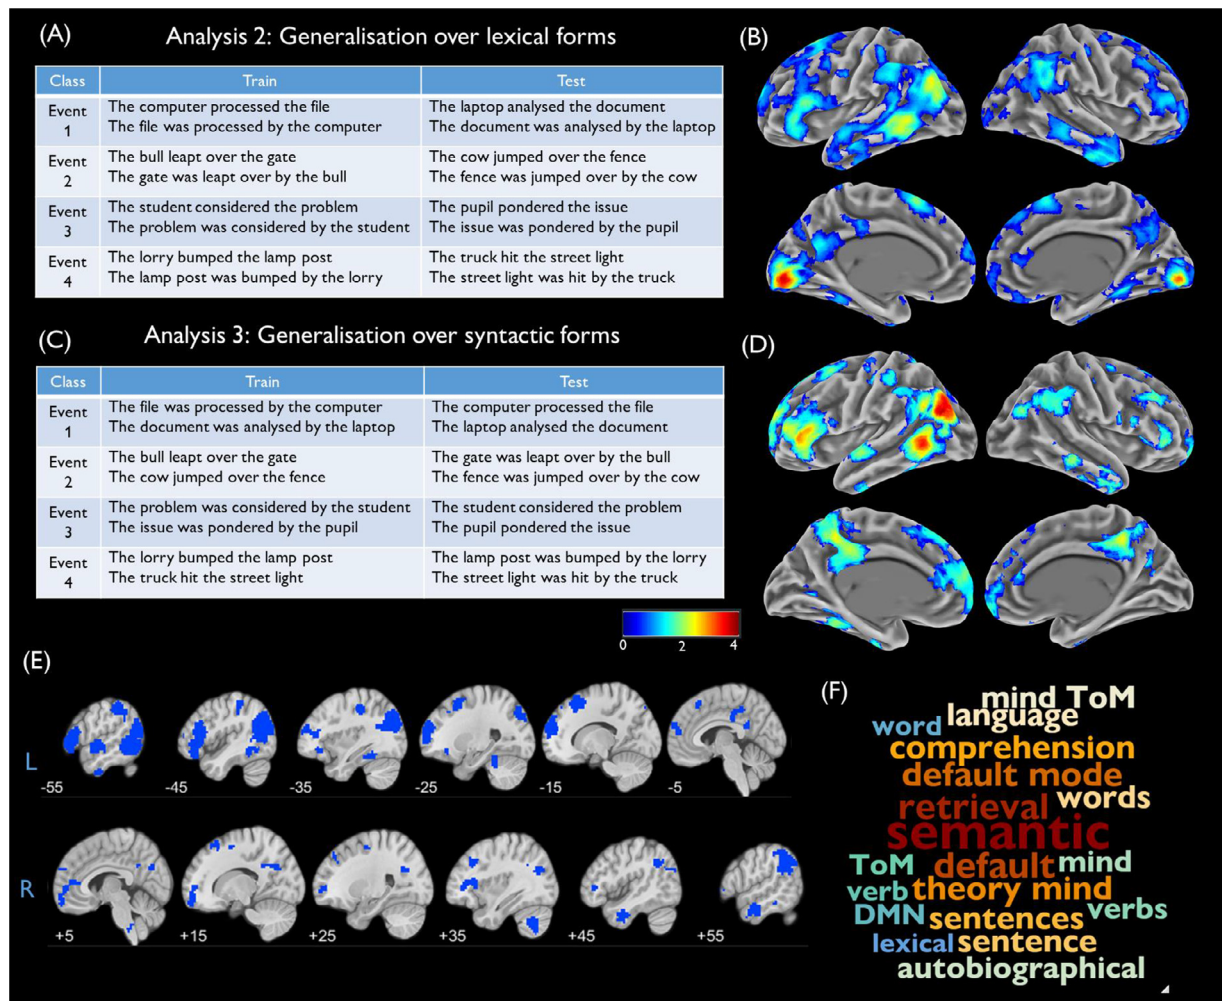 (A)
Analysis 2: Generalisation over lexical forms
Class Train Test
Event 1
The computer processed the file
The file was processed by the computer
The laptop analysed the document
The document was analysed by the laptop
Event 2
The bull leapt over the gate
The gate was leapt over by the bull
The cow jumped over the fence
The fence was jumped over by the cow
Event 3
The student considered the problem
The problem was considered by the student
The pupil pondered the issue
The issue was pondered by the pupil
Event 4
The lorry bumped the lamp post
The lamp post was bumped by the lorry
The truck hit the street light
The street light was hit by the truck
(B)
(C)
Analysis 3: Generalisation over syntactic forms
Class Train Test
Event 1
The file was processed by the computer
The document was analysed by the laptop
The computer processed the file
The laptop analysed the document
Event 2
The bull leapt over the gate
The cow jumped over the fence
The gate was leapt over by the bull
The fence was jumped over by the cow
Event 3
The problem was considered by the student
The issue was pondered by the pupil
The student considered the problem
The pupil pondered the issue
Event 4
The lorry bumped the lamp post
The truck hit the street light
The lamp post was bumped by the lorry
The street light was hit by the truck
(D)
0 2 4
(E)
L
-55 -45 -35 -25 -15 -5
R
+5 +15 +25 +35 +45 +55
(F)
mind ToM
word language
comprehension
default mode
retrieval words
semantic
ToM default mind
verb theory mind
DMN sentences verbs
lexical sentence
autobiographical